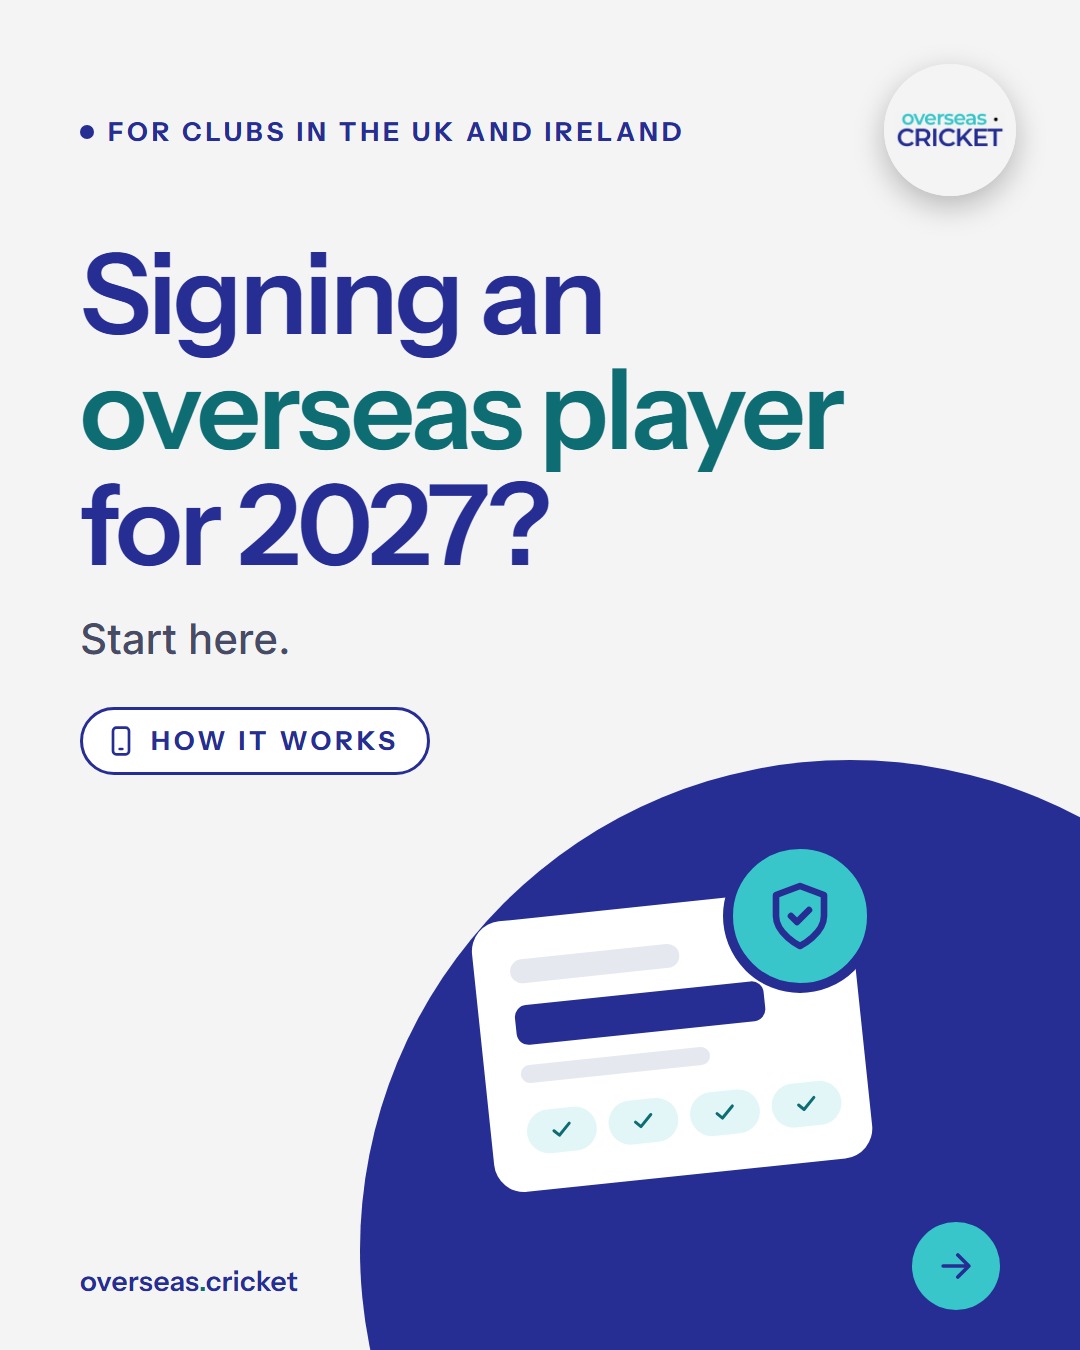 FOR CLUBS IN THE UK AND IRELAND
overseas
CRICKET
Signing an
overseas player
for 2027?
Start here.
HOW IT WORKS
overseas.cricket